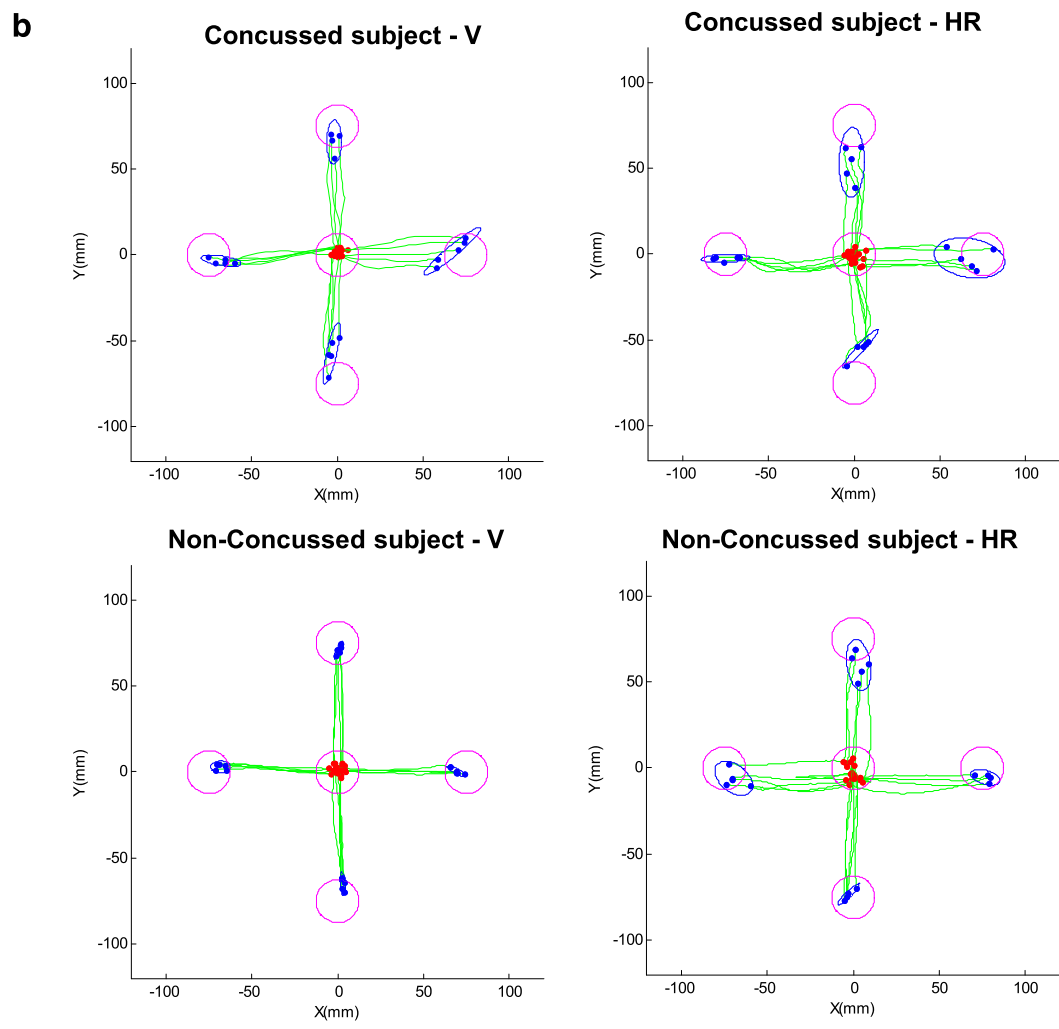 b
Concussed subject - V
100
50
0
-50
-100
Y(mm)
-100 -50 0 50 100
X(mm)
Concussed subject - HR
100
50
0
-50
-100
Y(mm)
-100 -50 0 50 100
X(mm)
Non-Concussed subject - V
100
50
0
-50
-100
Y(mm)
-100 -50 0 50 100
X(mm)
Non-Concussed subject - HR
100
50
0
-50
-100
Y(mm)
-100 -50 0 50 100
X(mm)